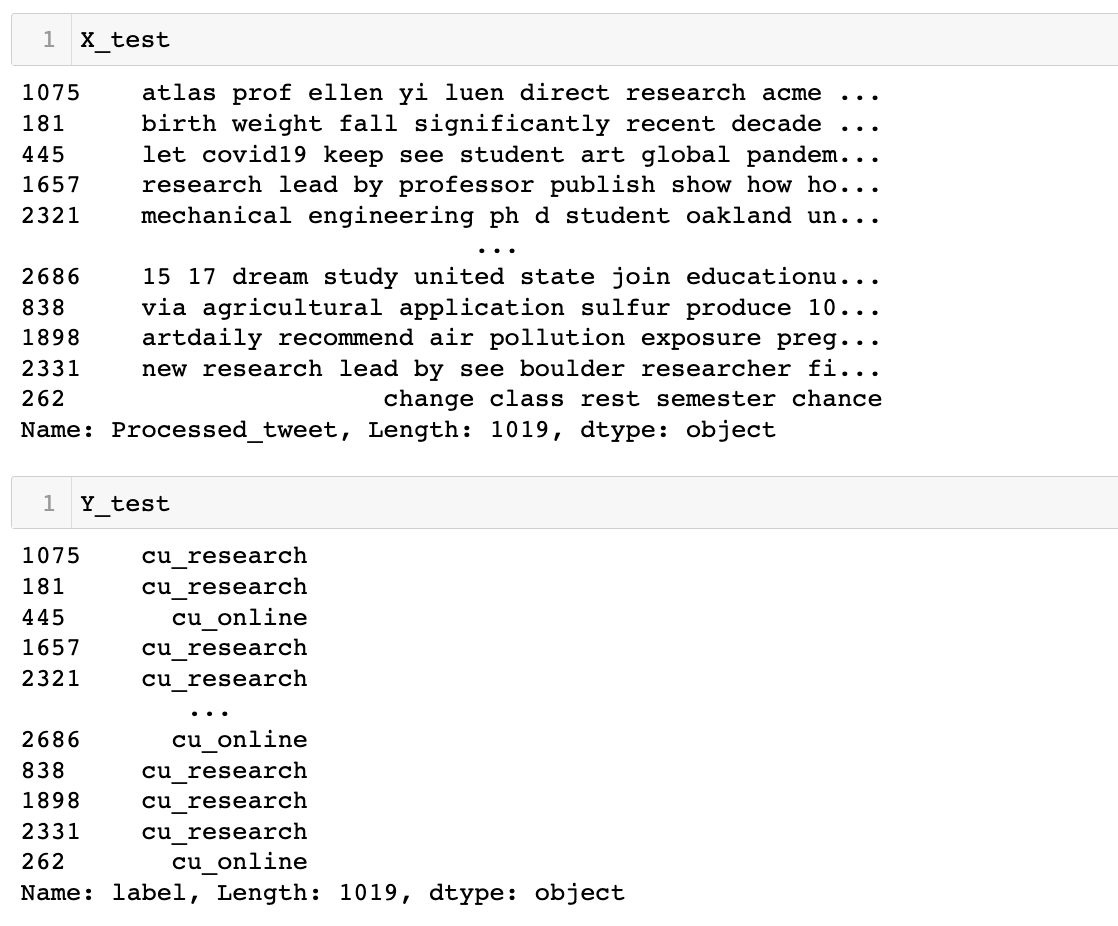 1 X_test
1075 atlas prof ellen yi luen direct research acme ...
181 birth weight fall significantly recent decade ...
445 let covid19 keep see student art global pandem...
1657 research lead by professor publish show how ho...
2321 mechanical engineering ph d student oakland un...
...
2686 15 17 dream study united state join educationu...
838 via agricultural application sulfur produce 10...
1898 artdaily recommend air pollution exposure preg...
2331 new research lead by see boulder researcher fi...
262 change class rest semester chance
Name: Processed_tweet, Length: 1019, dtype: object
1 Y_test
1075 cu_research
181 cu_research
445 cu_online
1657 cu_research
2321 cu_research
...
2686 cu_online
838 cu_research
1898 cu_research
2331 cu_research
262 cu_online
Name: label, Length: 1019, dtype: object